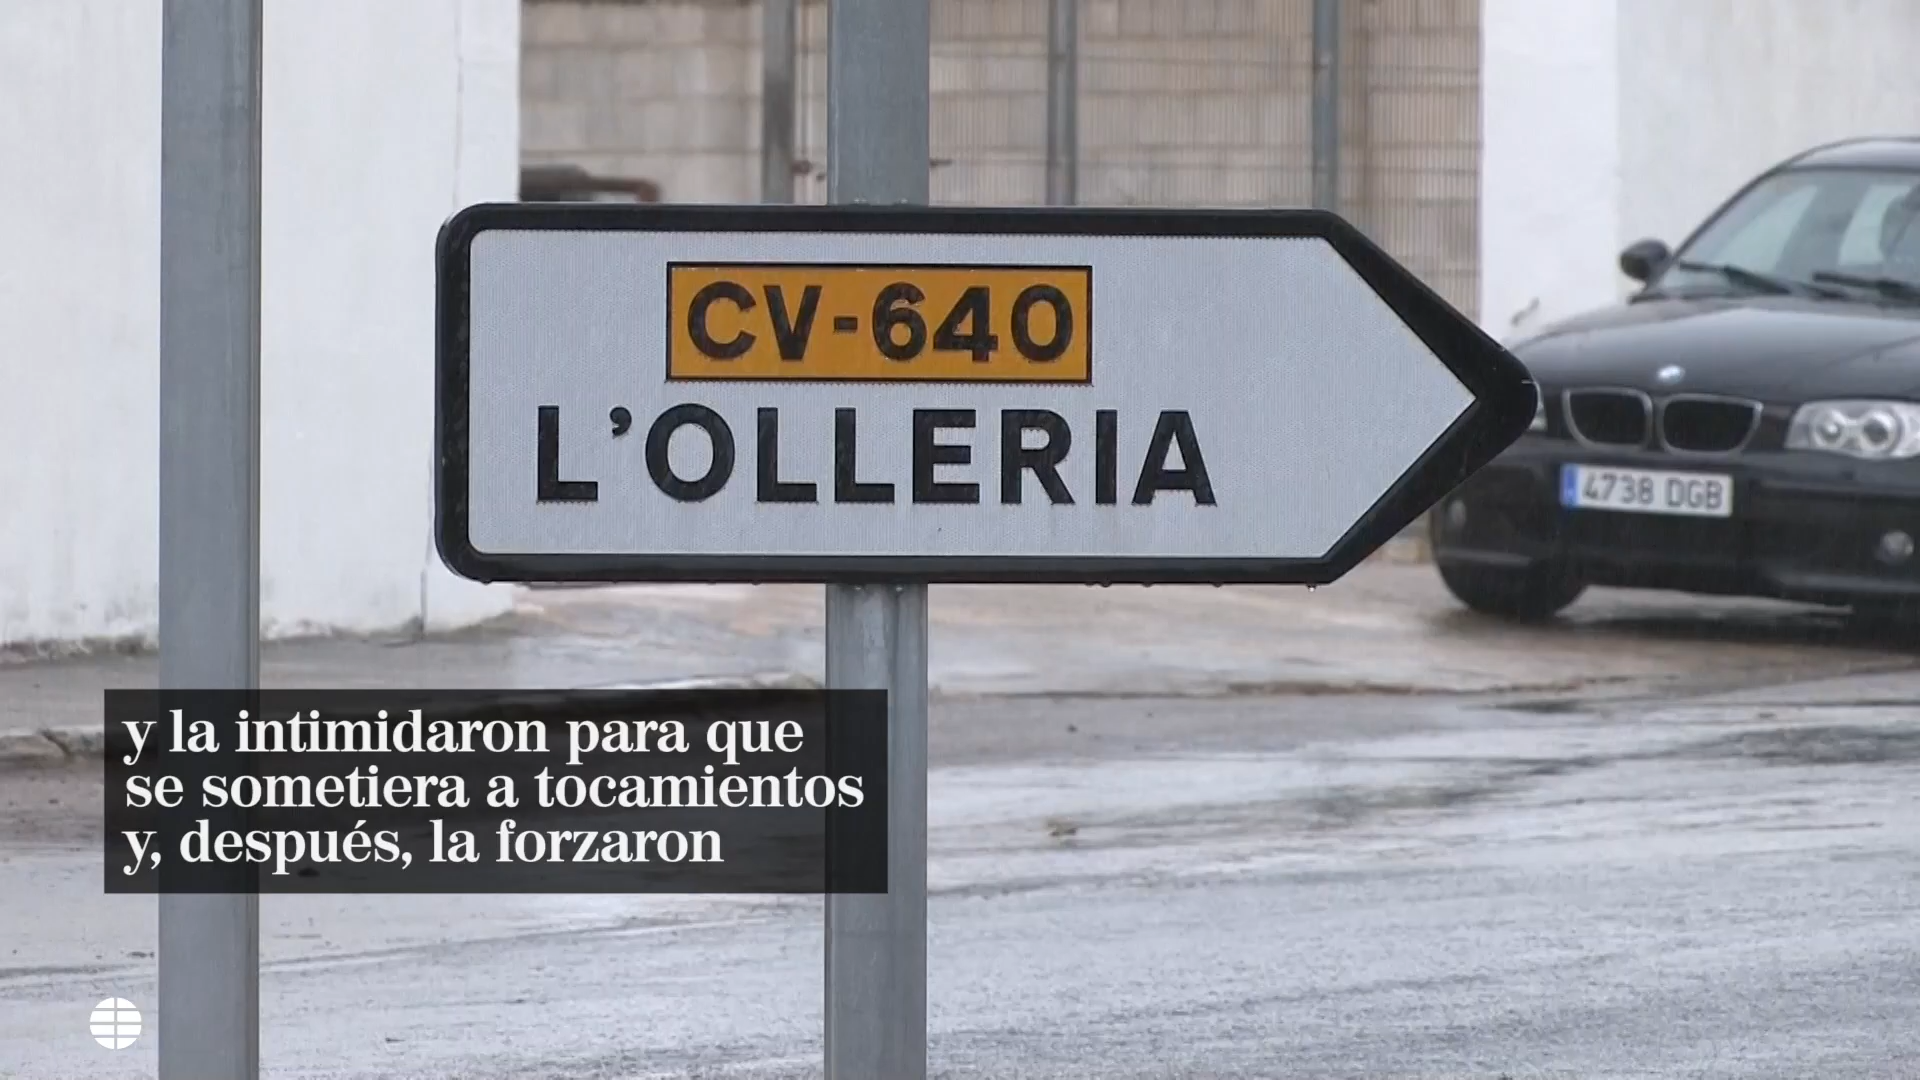 CV-640
L'OLLERIA
4738 DGB
y la intimidaron para que
se sometiera a tocamientos
y, después, la forzaron